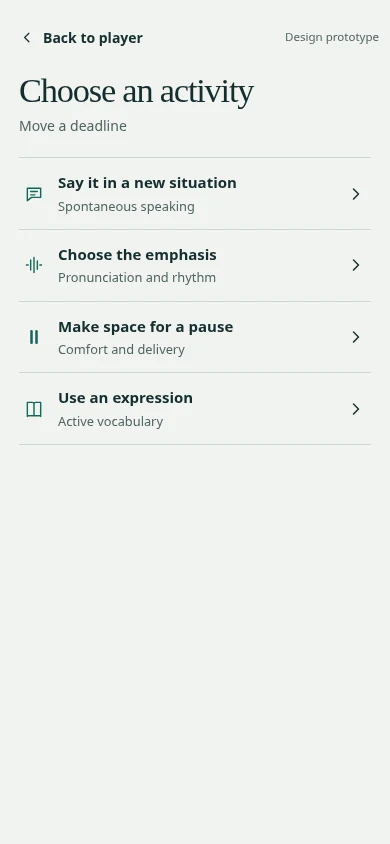 Back to player
Design prototype
Choose an activity
Move a deadline
Say it in a new situation
Spontaneous speaking
Choose the emphasis
Pronunciation and rhythm
Make space for a pause
Comfort and delivery
Use an expression
Active vocabulary